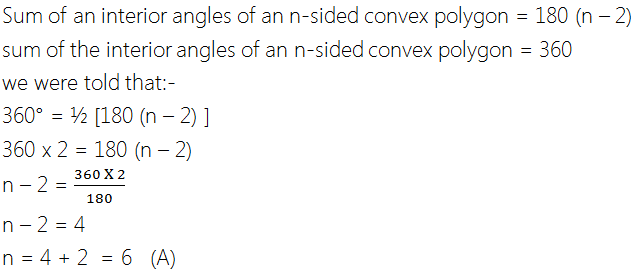 Sum of an interior angles of an n-sided convex polygon = 180 (n – 2)
sum of the interior angles of an n-sided convex polygon = 360
we were told that:-
360° = ½ [180 (n – 2) ]
360 x 2 = 180 (n – 2)
n – 2 = 360 X 2 / 180
n – 2 = 4
n = 4 + 2 = 6 (A)